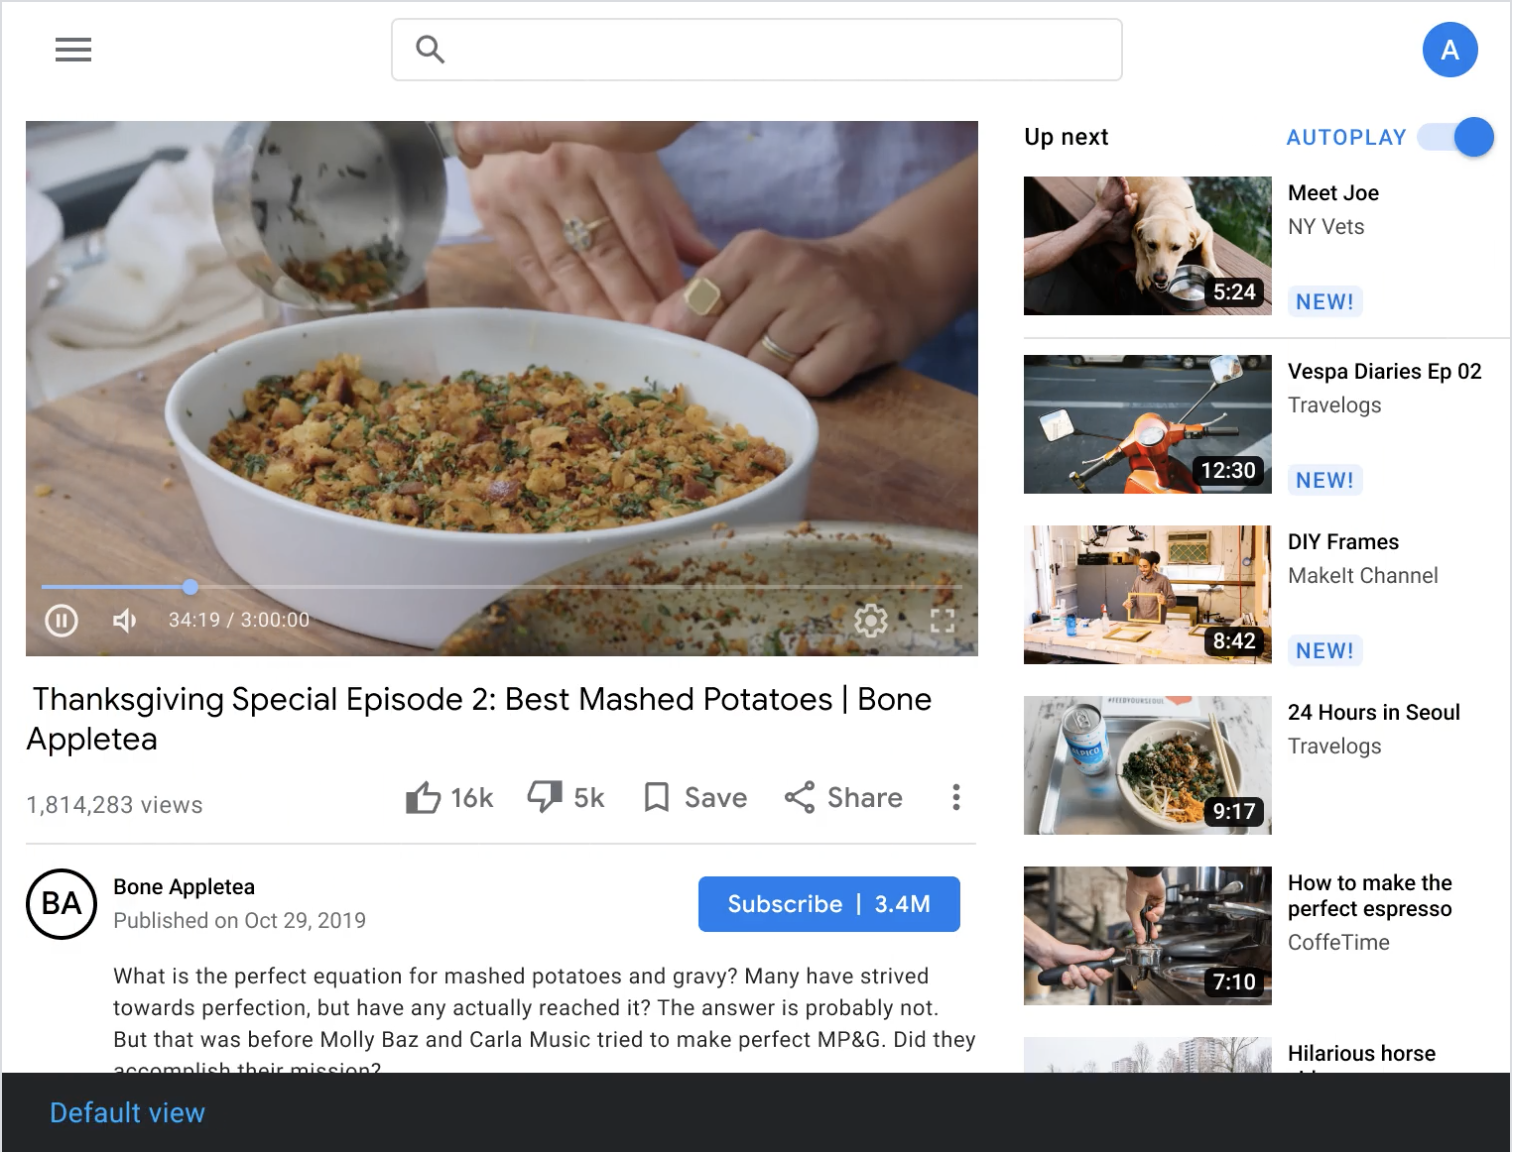 A
Up next
AUTOPLAY
5:24
Meet Joe
NY Vets
NEW!
12:30
Vespa Diaries Ep 02
Travelogs
NEW!
8:42
DIY Frames
MakeIt Channel
NEW!
#FEEDYOURSEOUL
9:17
24 Hours in Seoul
Travelogs
7:10
How to make the
perfect espresso
CoffeTime
Hilarious horse
34:19 / 3:00:00
Thanksgiving Special Episode 2: Best Mashed Potatoes | Bone
Appletea
1,814,283 views
16k
5k
Save
Share
BA
Bone Appletea
Published on Oct 29, 2019
Subscribe | 3.4M
What is the perfect equation for mashed potatoes and gravy? Many have strived
towards perfection, but have any actually reached it? The answer is probably not.
But that was before Molly Baz and Carla Music tried to make perfect MP&G. Did they
accomplish their mission?
Default view